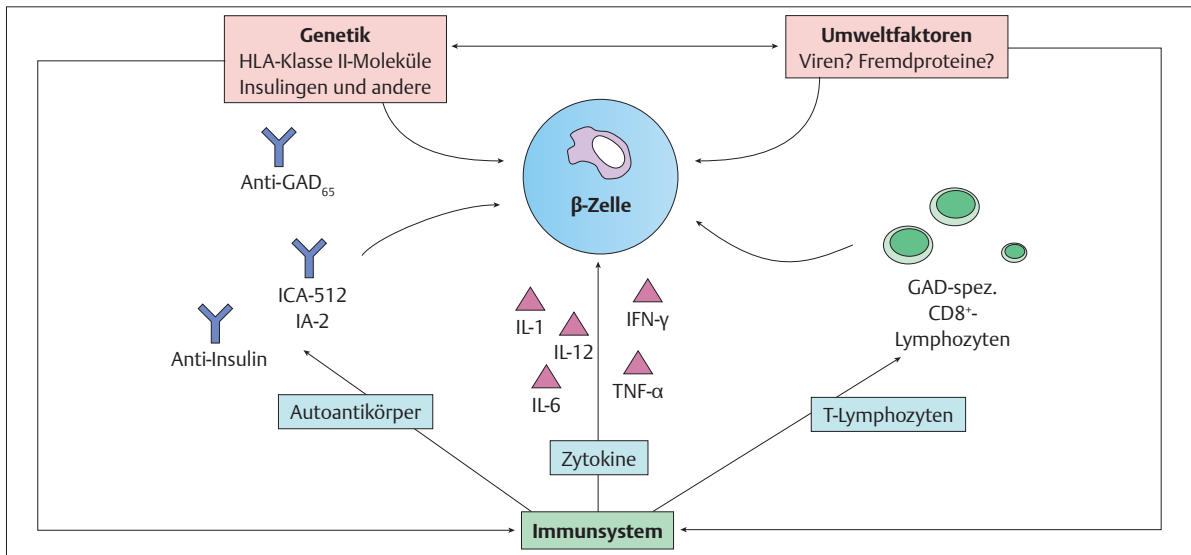 Genetik
HLA-Klasse II-Moleküle
Insulingen und andere
Umweltfaktoren
Viren? Fremdproteine?
Anti-GAD65
β-Zelle
ICA-512
IA-2
Anti-Insulin
IL-1
IL-12
IL-6
IFN-γ
TNF-α
GAD-spez.
CD8+-
Lymphozyten
Autoantikörper
T-Lymphozyten
Zytokine
Immunsystem